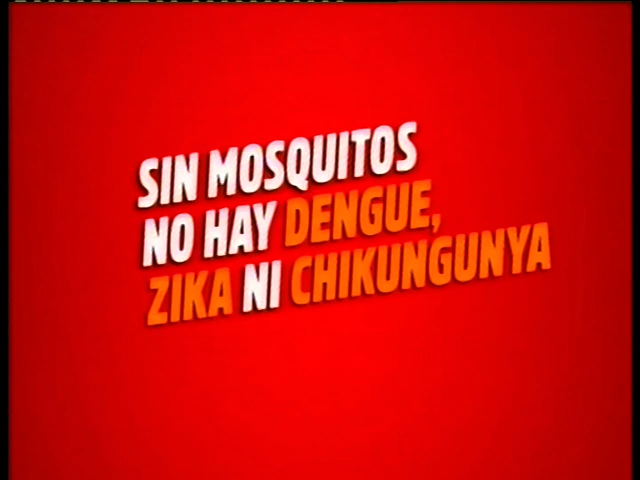 SIN MOSQUITOS
NO HAY DENGUE,
ZIKA NI CHIKUNGUNYA